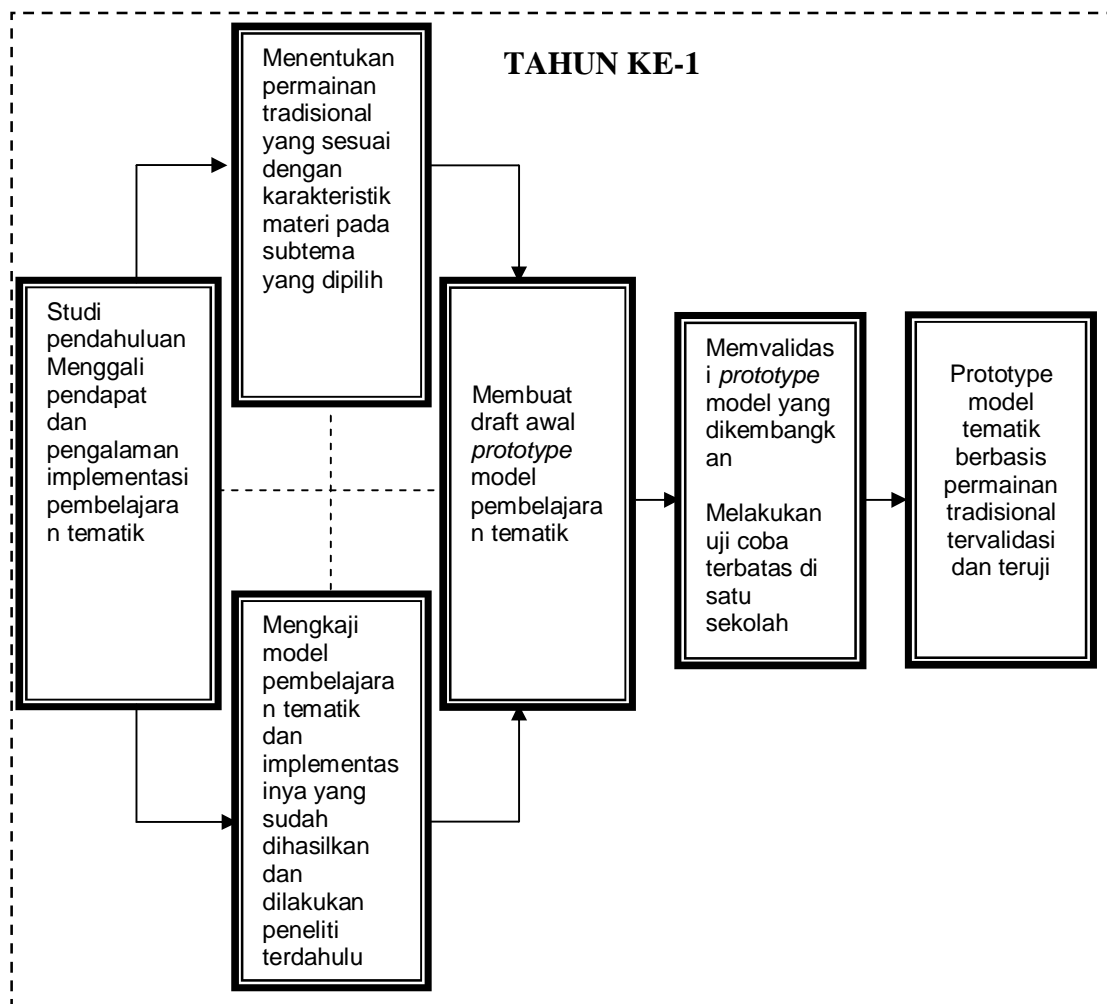 TAHUN KE-1
Studi
pendahuluan
Menggali
pendapat
dan
pengalaman
implementasi
pembelajara
n tematik
Menentukan
permainan
tradisional
yang sesuai
dengan
karakteristik
materi pada
subtema
yang dipilih
Mengkaji
model
pembelajara
n tematik
dan
implementas
inya yang
sudah
dihasilkan
dan
dilakukan
peneliti
terdahulu
Membuat
draft awal
prototype
model
pembelajara
n tematik
Memvalidas
i prototype
model yang
dikembangk
an
Melakukan
uji coba
terbatas di
satu
sekolah
Prototype
model
tematik
berbasis
permainan
tradisional
tervalidasi
dan teruji